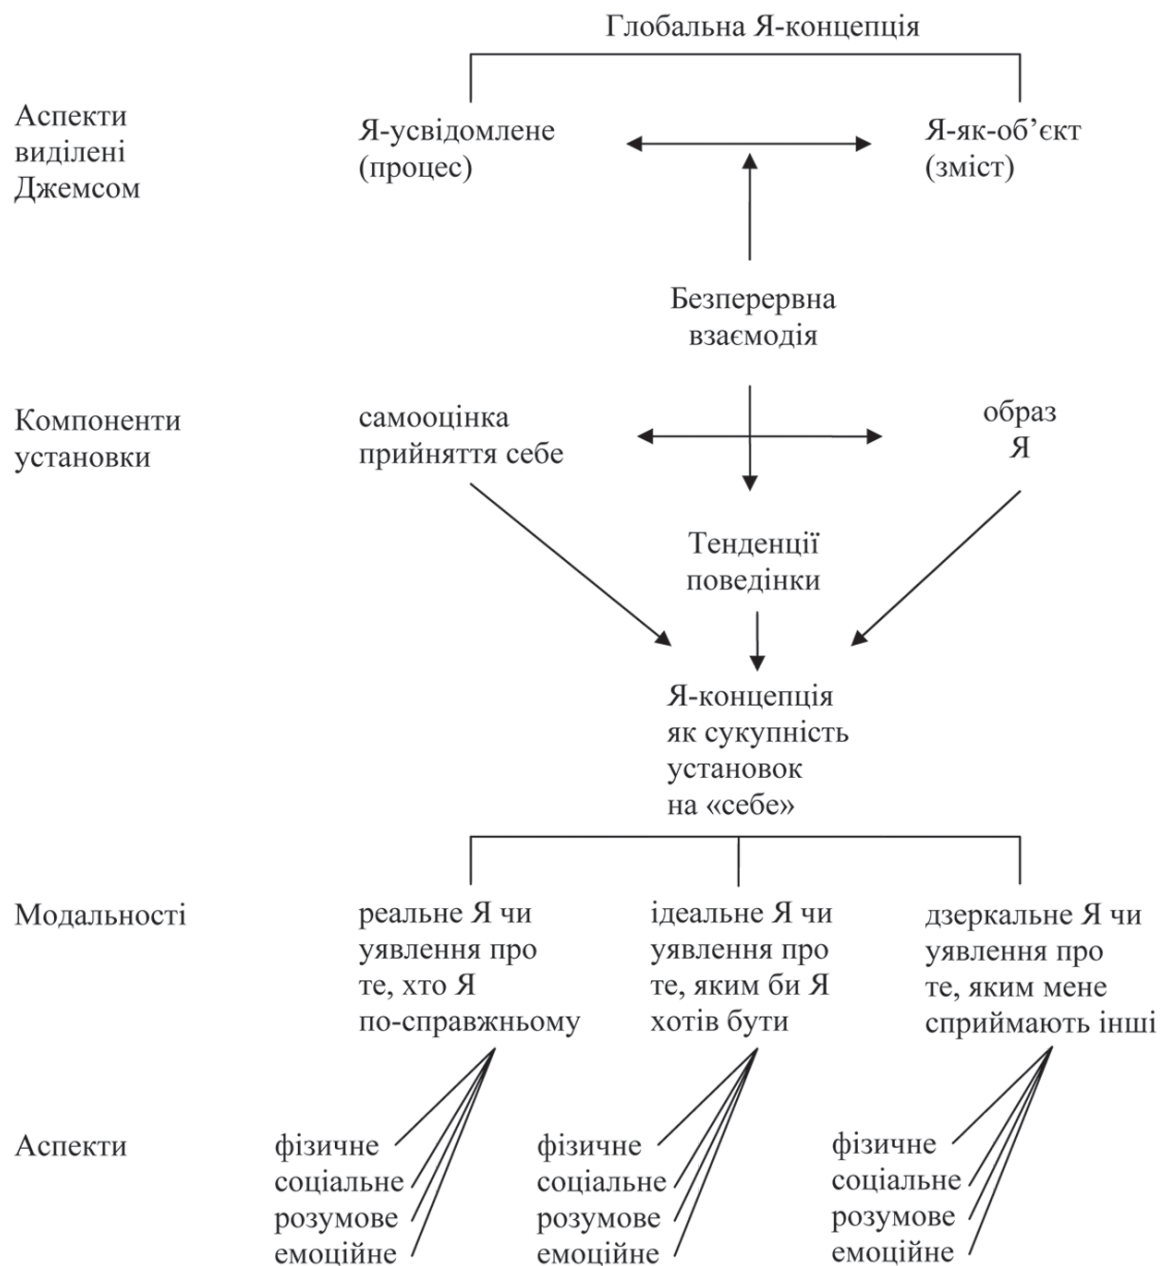 Глобальна Я-концепція
Аспекти
виділені
Джемсом
Я-усвідомлене
(процес)
Я-як-об’єкт
(зміст)
Безперервна
взаємодія
Компоненти
установки
самооцінка
прийняття себе
образ
Я
Тенденції
поведінки
Я-концепція
як сукупність
установок
на «себе»
Модальності
реальне Я чи
уявлення про
те, хто Я
по-справжньому
ідеальне Я чи
уявлення про
те, яким би Я
хотів бути
дзеркальне Я чи
уявлення про
те, яким мене
сприймають інші
Аспекти
фізичне
соціальне
розумове
емоційне
фізичне
соціальне
розумове
емоційне
фізичне
соціальне
розумове
емоційне